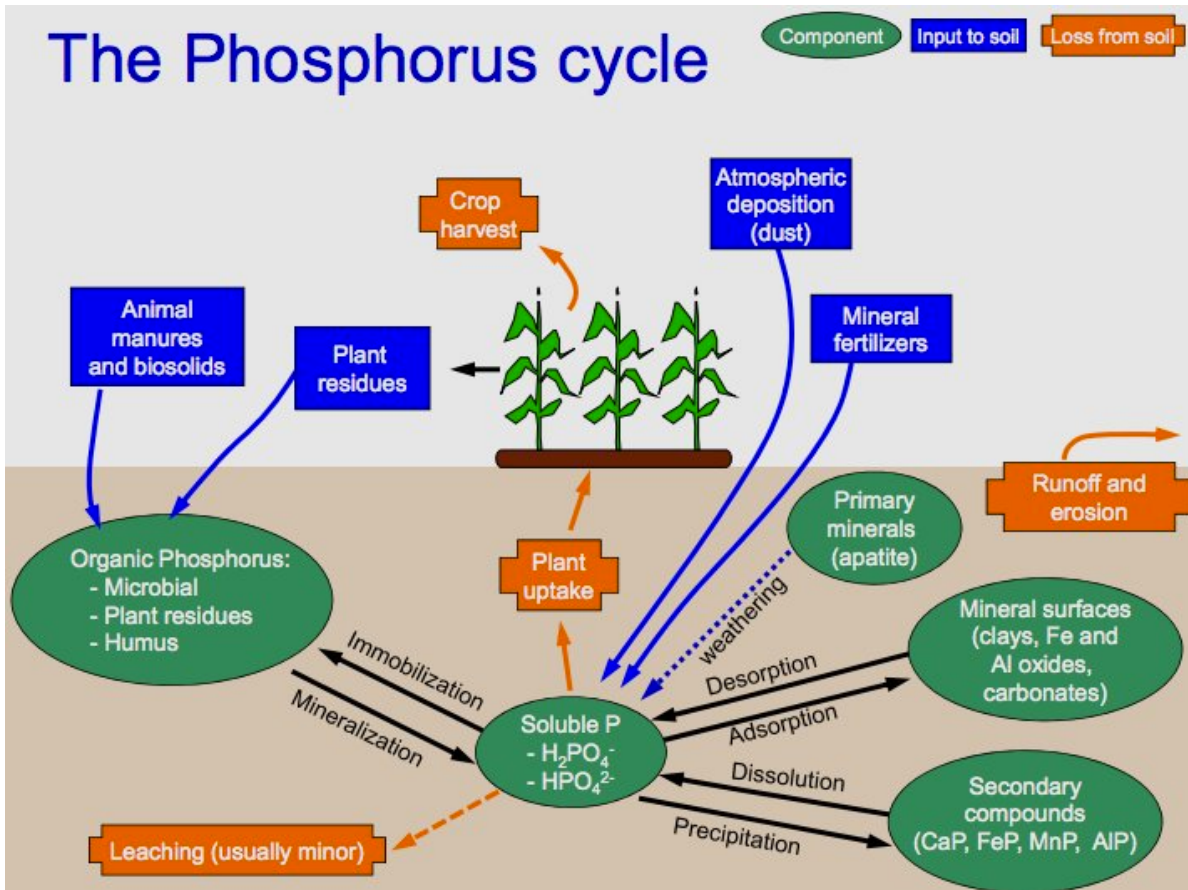 The Phosphorus cycle
Component
Input to soil
Loss from soil
Crop
harvest
Atmospheric
deposition
(dust)
Animal
manures
and biosolids
Plant
residues
Mineral
fertilizers
Runoff and
erosion
Primary
minerals
(apatite)
Organic Phosphorus:
- Microbial
- Plant residues
- Humus
Plant
uptake
weathering
Mineral surfaces
(clays, Fe and
Al oxides,
carbonates)
Immobilization
Mineralization
Desorption
Adsorption
Soluble P
- H₂PO₄⁻
- HPO₄²⁻
Dissolution
Precipitation
Secondary
compounds
(CaP, FeP, MnP, AlP)
Leaching (usually minor)